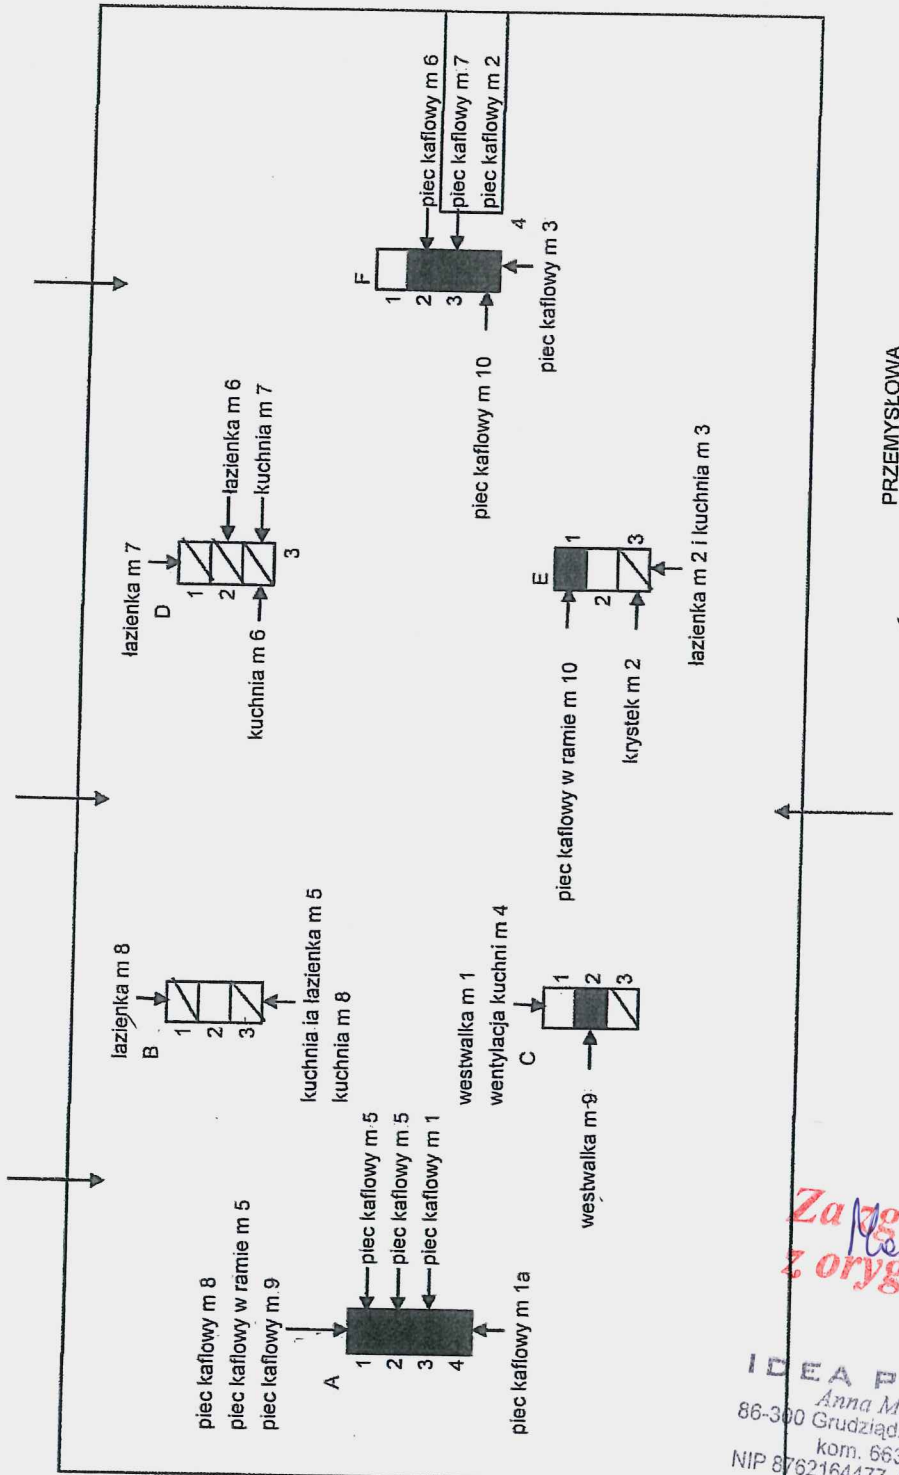 piec kaflowy m 8
piec kaflowy w ramie m 5
piec kaflowy m.9
A
1
2
3
4
piec kaflowy m 5
piec kaflowy m.5
piec kaflowy m 1
piec kaflowy m 1a
łazienka m 8
B
1
2
3
kuchnia ia łazienka m 5
kuchnia m 8
westwalka m 1
wentylacja kuchni m 4
C
1
2
3
westwalka m 9
łazienka m 7
D
1
2
3
łazienka m 6
kuchnia m 7
kuchnia m 6
piec kaflowy w ramie m 10
E
1
2
3
krystek m 2
łazienka m 2 i kuchnia m 3
F
1
2
3
4
piec kaflowy m 6
piec kaflowy m 7
piec kaflowy m 2
piec kaflowy m 10
piec kaflowy m 3
PRZEMYSŁOWA
Za zg
z oryg
IDEA P
Anna M
86-300 Grudziądz
kom. 663
NIP 8762164477